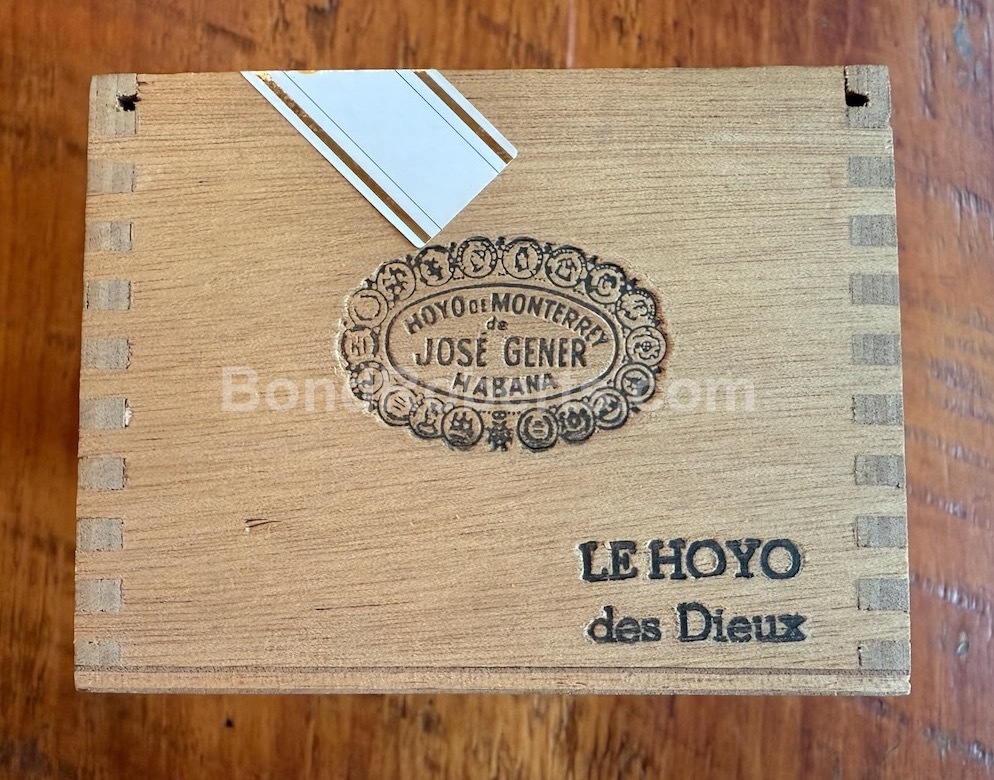 HOYO DE MONTERREY
de
JOSÉ GENER
HABANA
LE HOYO
des Dieux